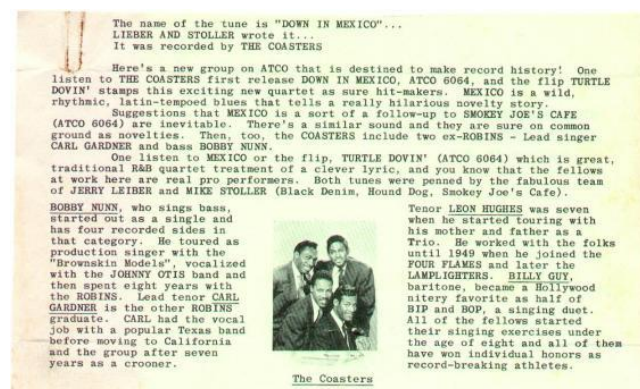 The name of the tune is "DOWN IN MEXICO"...
LIEBER AND STOLLER wrote it...
It was recorded by THE COASTERS
Here's a new group on ATCO that is destined to make record history! One
listen to THE COASTERS first release DOWN IN MEXICO, ATCO 6064, and the flip TURTLE
DOVIN' stamps this exciting new quartet as sure hit-makers. MEXICO is a wild,
rhythmic, latin-tempoed blues that tells a really hilarious novelty story.
Suggestions that MEXICO is a sort of a follow-up to SMOKEY JOE'S CAFE
(ATCO 6064) are inevitable. There's a similar sound and they are sure on common
ground as novelties. Then, too, the COASTERS include two ex-ROBINS - Lead singer
CARL GARDNER and bass BOBBY NUNN.
One listen to MEXICO or the flip, TURTLE DOVIN' (ATCO 6064) which is great,
traditional R&B quartet treatment of a clever lyric, and you know that the fellows
at work here are real pro performers. Both tunes were penned by the fabulous team
of JERRY LEIBER and MIKE STOLLER (Black Denim, Hound Dog, Smokey Joe's Cafe).
BOBBY NUNN, who sings bass,
started out as a single and
has four recorded sides in
that category. He toured as
production singer with the
"Brownskin Models", vocalized
with the JOHNNY OTIS band and
then spent eight years with
the ROBINS. Lead tenor CARL
GARDNER is the other ROBINS
graduate. CARL had the vocal
job with a popular Texas band
before moving to California
and the group after seven
years as a crooner.
The Coasters
Tenor LEON HUGHES was seven
when he started touring with
his mother and father as a
Trio. He worked with the folks
until 1949 when he joined the
FOUR FLAMES and later the
LAMPLIGHTERS. BILLY GUY,
baritone, became a Hollywood
nitery favorite as half of
BIP and BOP, a singing duet.
All of the fellows started
their singing exercises under
the age of eight and all of them
have won individual honors as
record-breaking athletes.